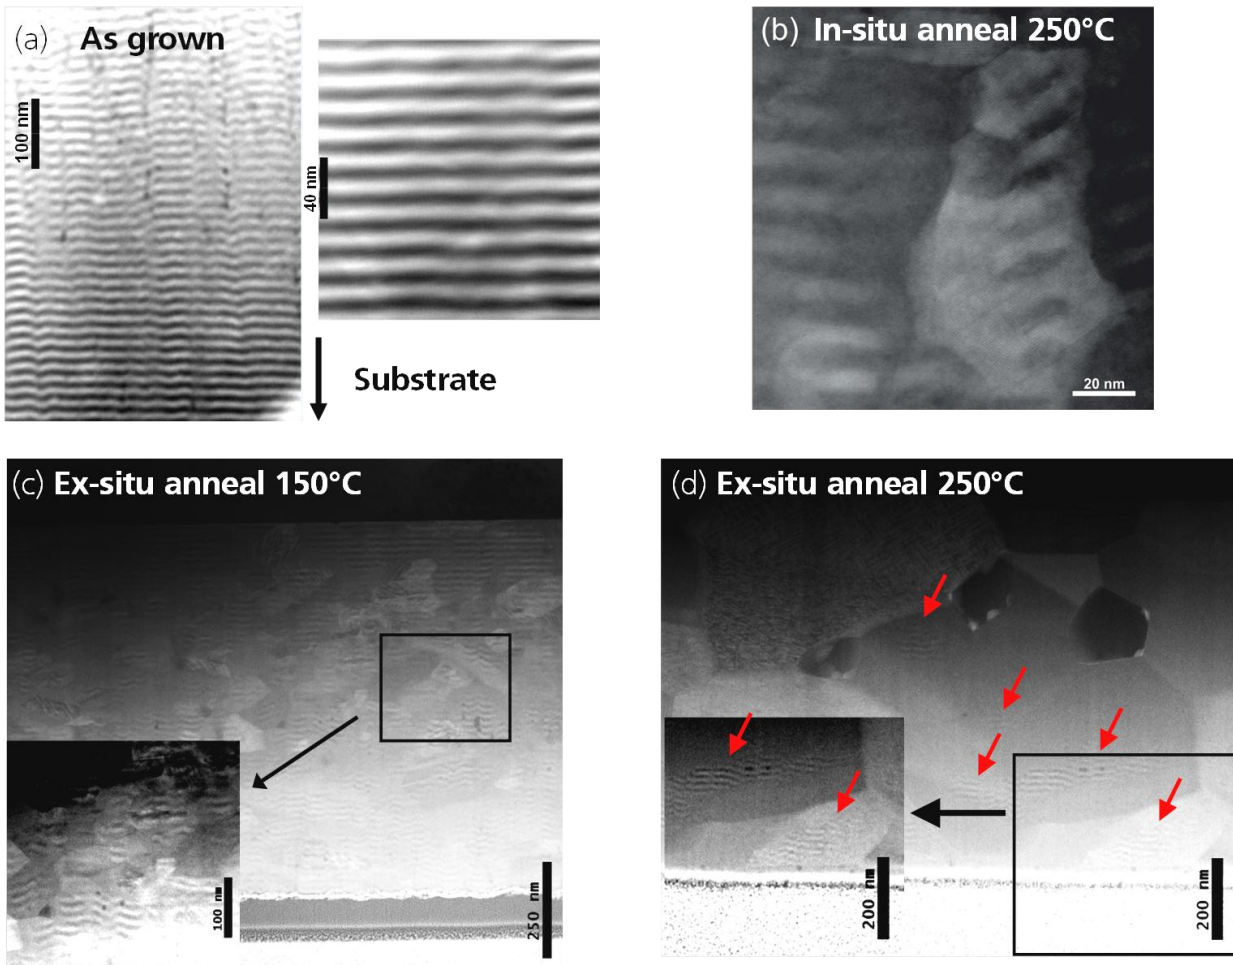 (a) As grown
100 nm
40 nm
Substrate
(b) In-situ anneal 250°C
20 nm
(c) Ex-situ anneal 150°C
100 nm
250 nm
(d) Ex-situ anneal 250°C
200 nm
200 nm